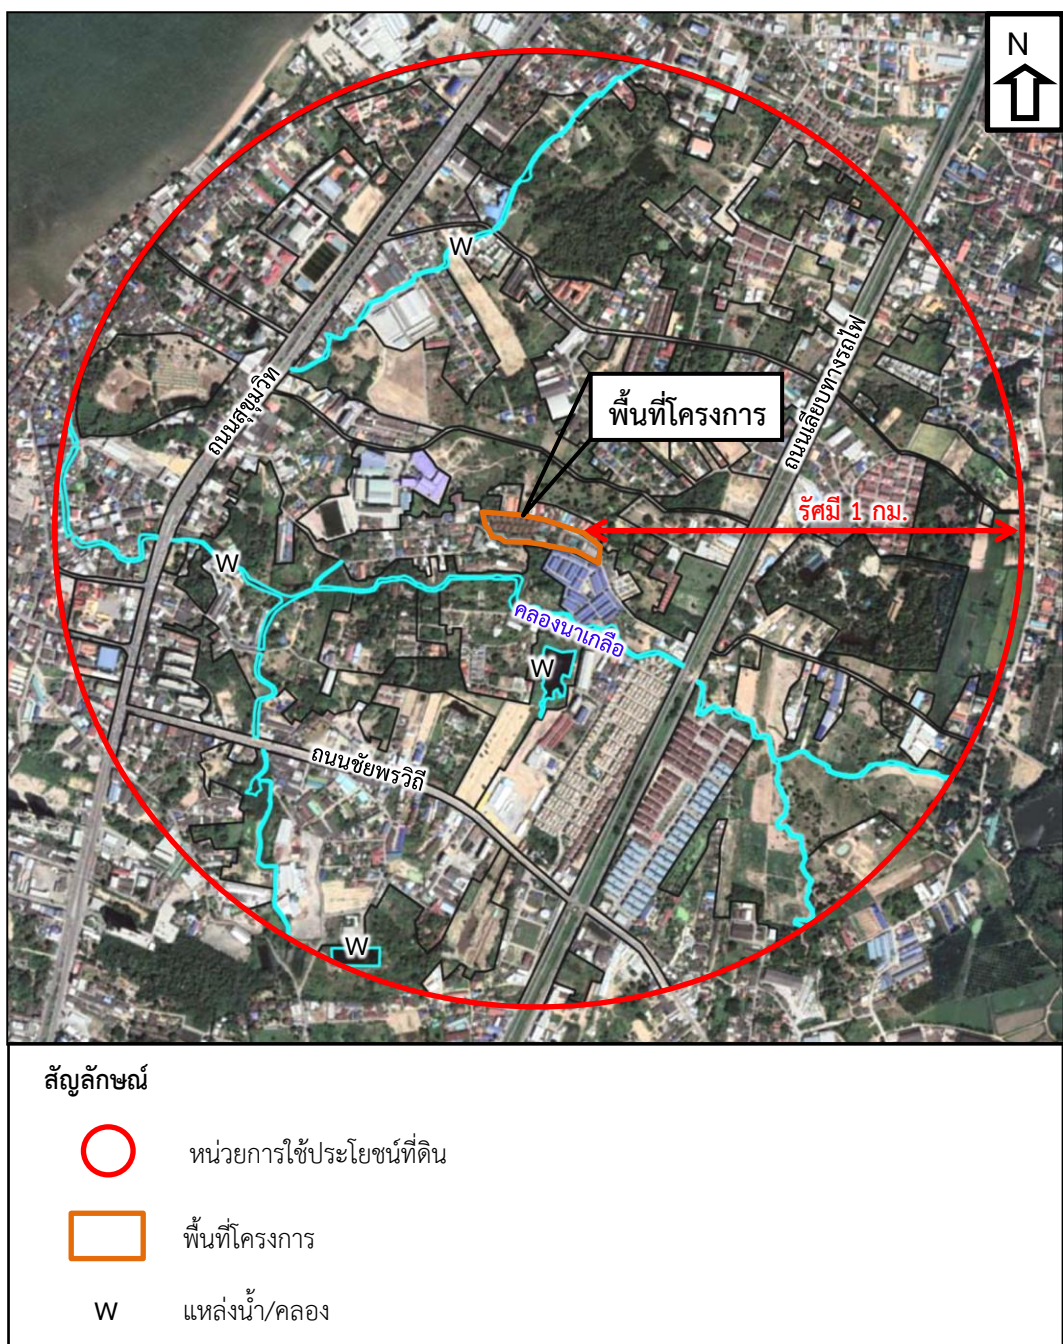 N
W
ถนนสุขุมวิท
พื้นที่โครงการ
ถนนเลียบทางรถไฟ
รัศมี 1 กม.
W
คลองนาเกลือ
W
ถนนชัยพรวิถี
W
สัญลักษณ์
หน่วยการใช้ประโยชน์ที่ดิน
พื้นที่โครงการ
W แหล่งน้ำ/คลอง